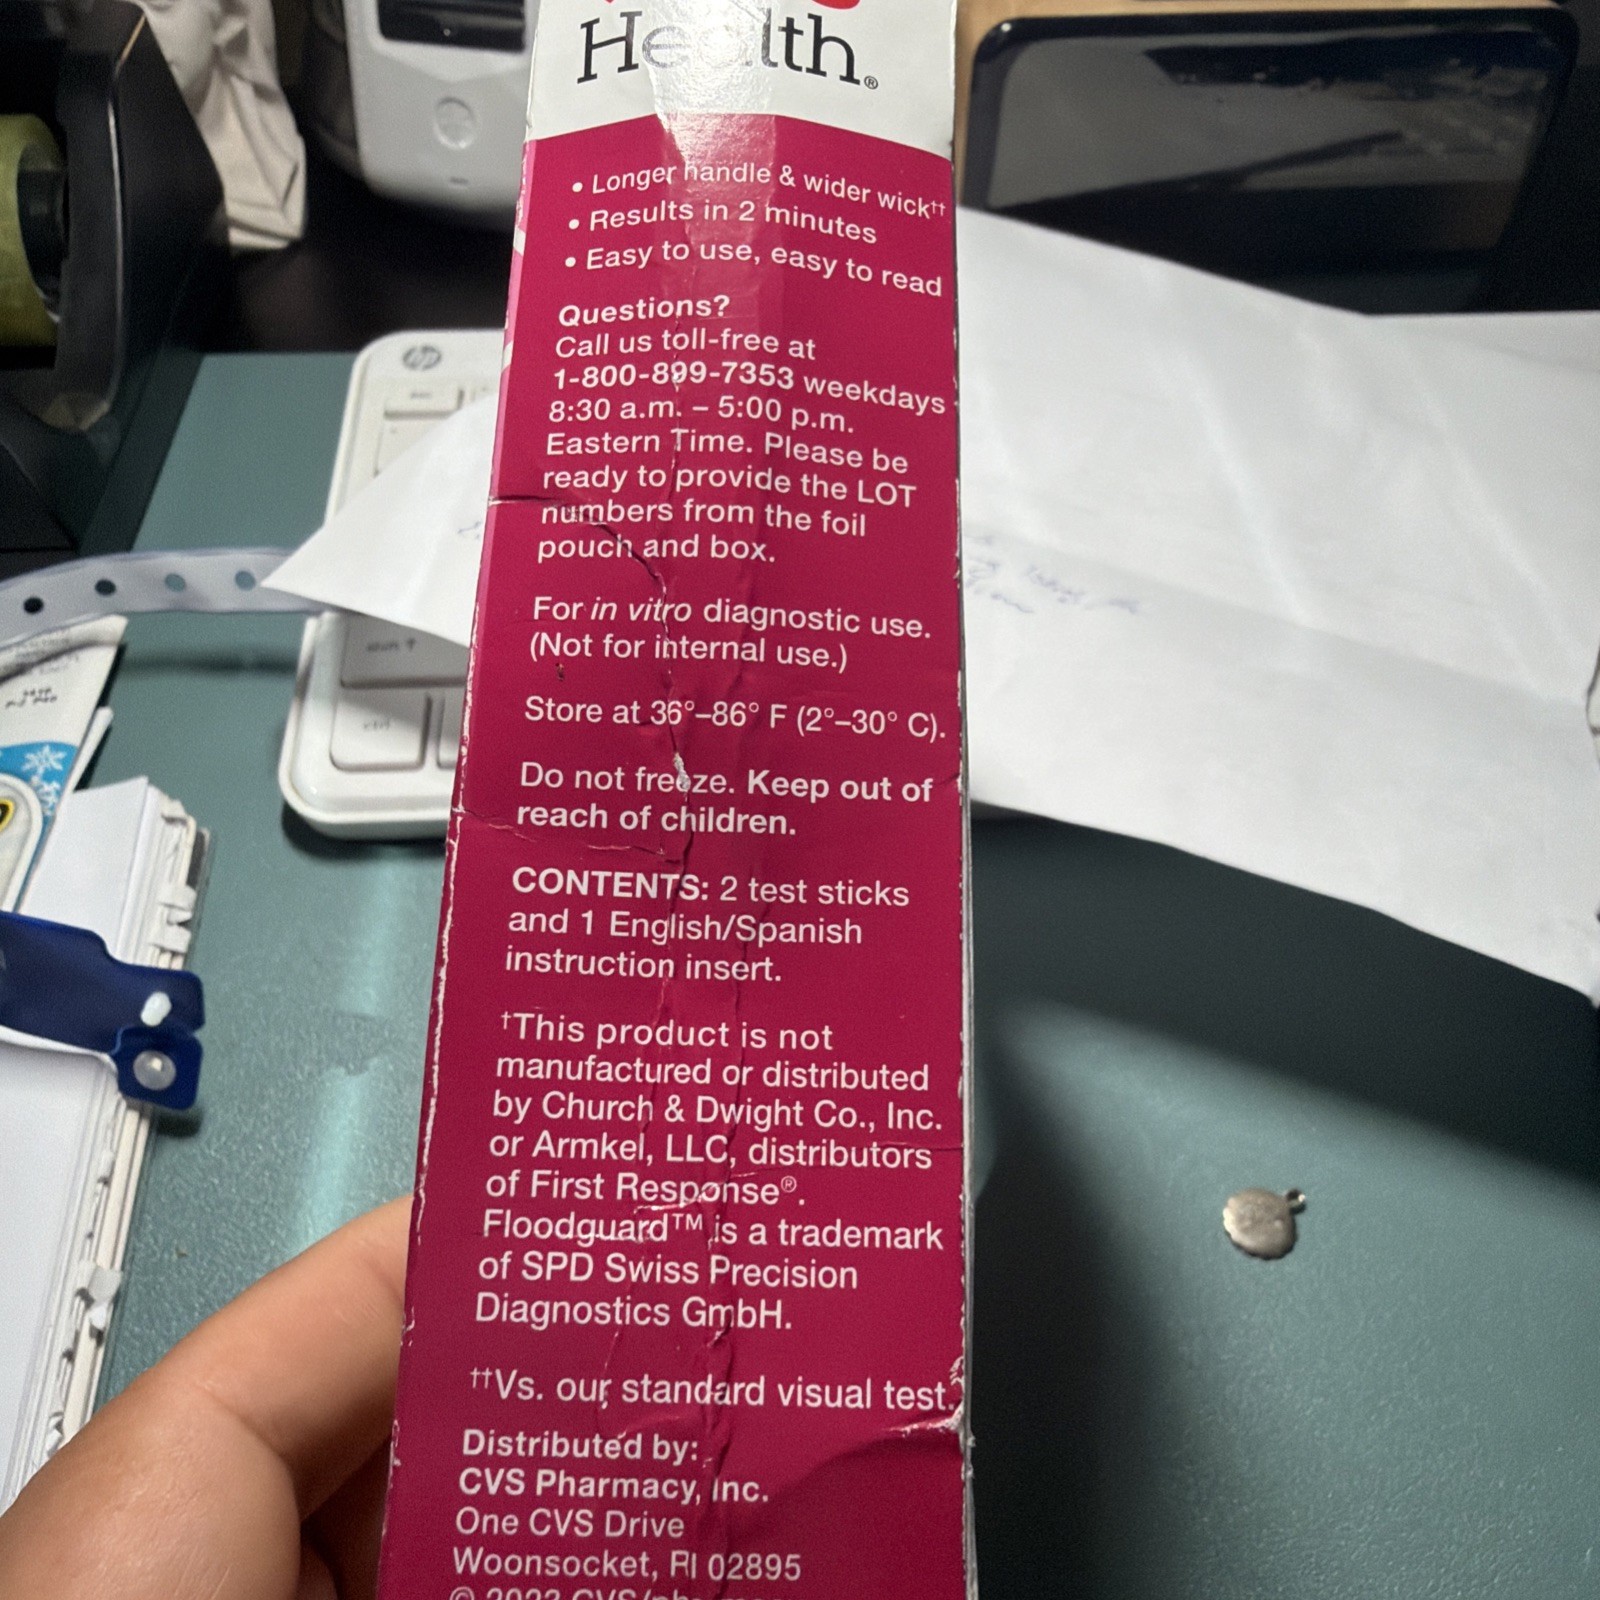 Health®
• Longer handle & wider wick††
• Results in 2 minutes
• Easy to use, easy to read
Questions?
Call us toll-free at
1-800-899-7353 weekdays
8:30 a.m. – 5:00 p.m.
Eastern Time. Please be
ready to provide the LOT
numbers from the foil
pouch and box.
For in vitro diagnostic use.
(Not for internal use.)
Store at 36°–86° F (2°–30° C).
Do not freeze. Keep out of
reach of children.
CONTENTS: 2 test sticks
and 1 English/Spanish
instruction insert.
†This product is not
manufactured or distributed
by Church & Dwight Co., Inc.
or Armkel, LLC, distributors
of First Response®.
Floodguard™ is a trademark
of SPD Swiss Precision
Diagnostics GmbH.
††Vs. our standard visual test.
Distributed by:
CVS Pharmacy, Inc.
One CVS Drive
Woonsocket, RI 02895
hp
shift
ctrl